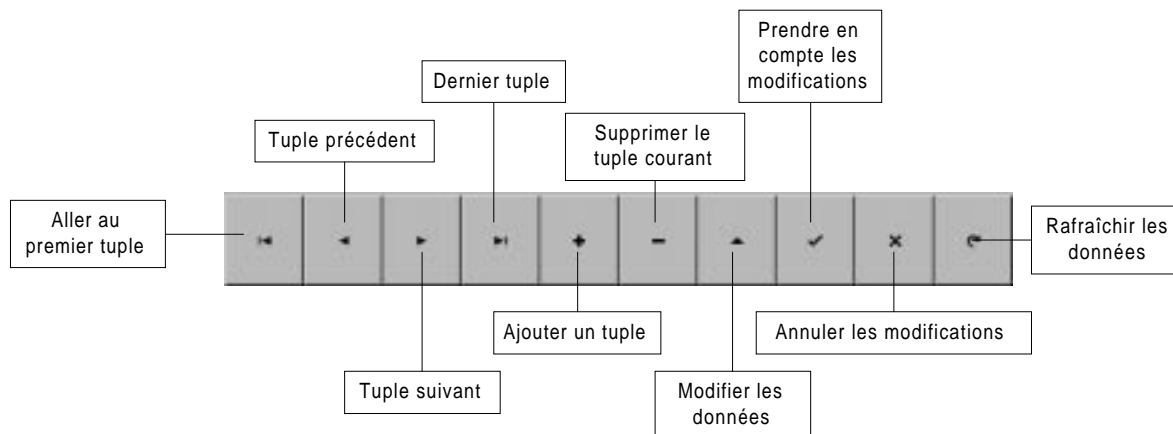 Prendre en
compte les
modifications
Dernier tuple
Supprimer le
tuple courant
Tuple précédent
Aller au
premier tuple
Rafraîchir les
données
Ajouter un tuple
Annuler les modifications
Tuple suivant
Modifier les
données